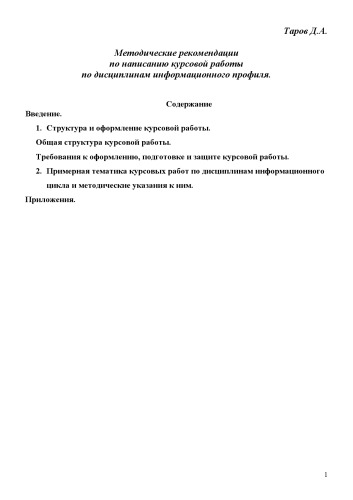 Таров Д.А.
Методические рекомендации
по написанию курсовой работы
по дисциплинам информационного профиля.
Содержание
Введение.
1. Структура и оформление курсовой работы.
Общая структура курсовой работы.
Требования к оформлению, подготовке и защите курсовой работы.
2. Примерная тематика курсовых работ по дисциплинам информационного
цикла и методические указания к ним.
Приложения.
1